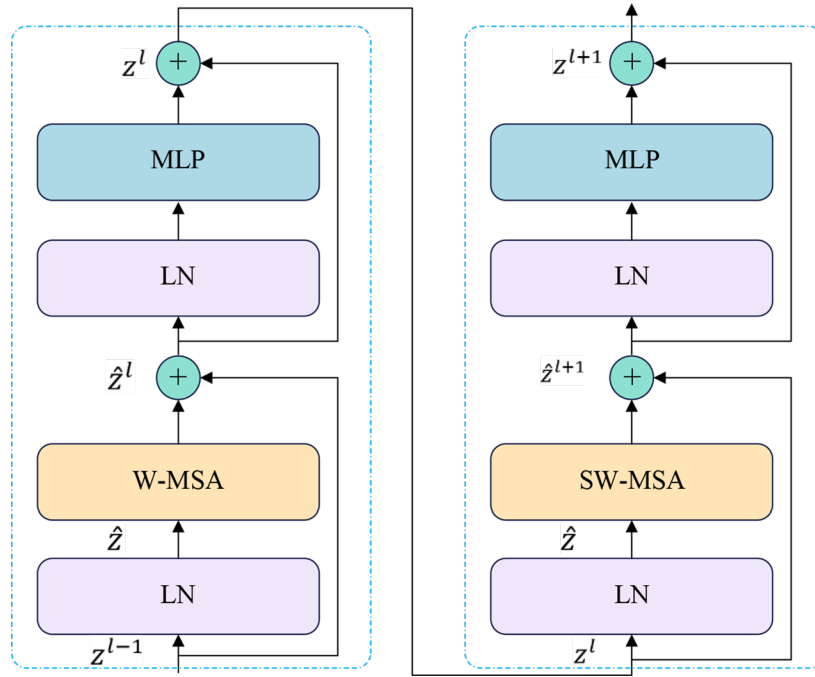 z^l
+
MLP
LN
ẑ^l
+
W-MSA
ẑ
LN
z^{l−1}
z^{l+1}
+
MLP
LN
ẑ^{l+1}
+
SW-MSA
ẑ
LN
z^l